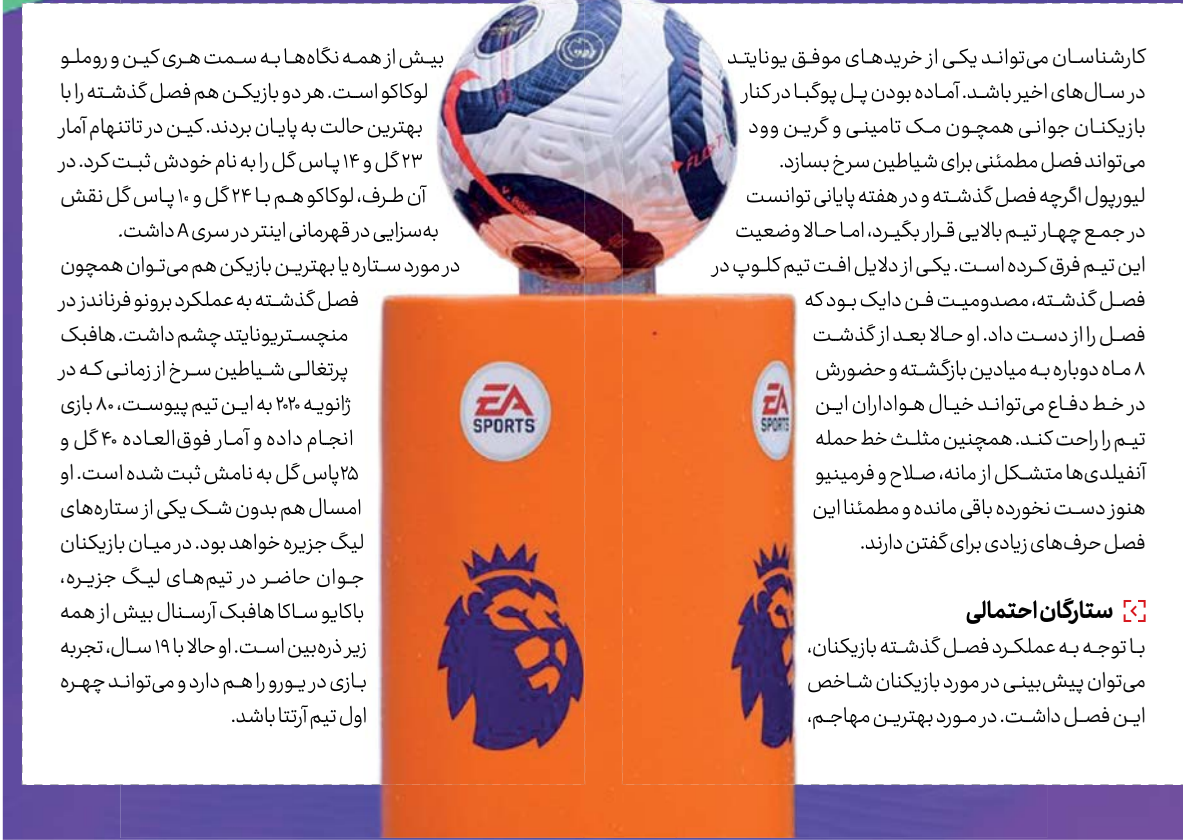 کارشناسان می‌تواند یکی از خریدهای موفق یونایتد
در سال‌های اخیر باشد. آماده بودن پل پوگبا در کنار
بازیکنان جوانی همچون مک تامینی و گرین وود
می‌تواند فصل مطمئنی برای شیاطین سرخ بسازد.
لیورپول اگرچه فصل گذشته و در هفته پایانی توانست
در جمع چهار تیم بالایی قرار بگیرد، اما حالا وضعیت
این تیم فرق کرده است. یکی از دلایل افت تیم کلوپ در
فصل گذشته، مصدومیت فن دایک بود که
فصل را از دست داد. او حالا بعد از گذشت
۸ ماه دوباره به میادین بازگشته و حضورش
در خط دفاع می‌تواند خیال هواداران این
تیم را راحت کند. همچنین مثلث خط حمله
آنفیلدی‌ها متشکل از مانه، صلاح و فرمینیو
هنوز دست نخورده باقی مانده و مطمئنا این
فصل حرف‌های زیادی برای گفتن دارند.
ستارگان احتمالی
با توجه به عملکرد فصل گذشته بازیکنان،
می‌توان پیش‌بینی در مورد بازیکنان شاخص
این فصل داشت. در مورد بهترین مهاجم،
بیش از همه نگاه‌ها به سمت هری کین و روملو
لوکاکو است. هر دو بازیکن هم فصل گذشته را با
بهترین حالت به پایان بردند. کین در تاتنهام آمار
۲۳ گل و ۱۴ پاس گل را به نام خودش ثبت کرد. در
آن طرف، لوکاکو هم با ۲۴ گل و ۱۰ پاس گل نقش
به‌سزایی در قهرمانی اینتر در سری A داشت.
در مورد ستاره یا بهترین بازیکن هم می‌توان همچون
فصل گذشته به عملکرد برونو فرناندز در
منچستریونایتد چشم داشت. هافبک
پرتغالی شیاطین سرخ از زمانی که در
ژانویه ۲۰۲۰ به این تیم پیوست، ۸۰ بازی
انجام داده و آمار فوق‌العاده ۴۰ گل و
۲۵پاس گل به نامش ثبت شده است. او
امسال هم بدون شک یکی از ستاره‌های
لیگ جزیره خواهد بود. در میان بازیکنان
جوان حاضر در تیم‌های لیگ جزیره،
باکایو ساکا هافبک آرسنال بیش از همه
زیر ذره‌بین است. او حالا با ۱۹ سال، تجربه
بازی در یورو را هم دارد و می‌تواند چهره
اول تیم آرتتا باشد.
FLIGHT
EA
SPORTS
EA
SPORTS